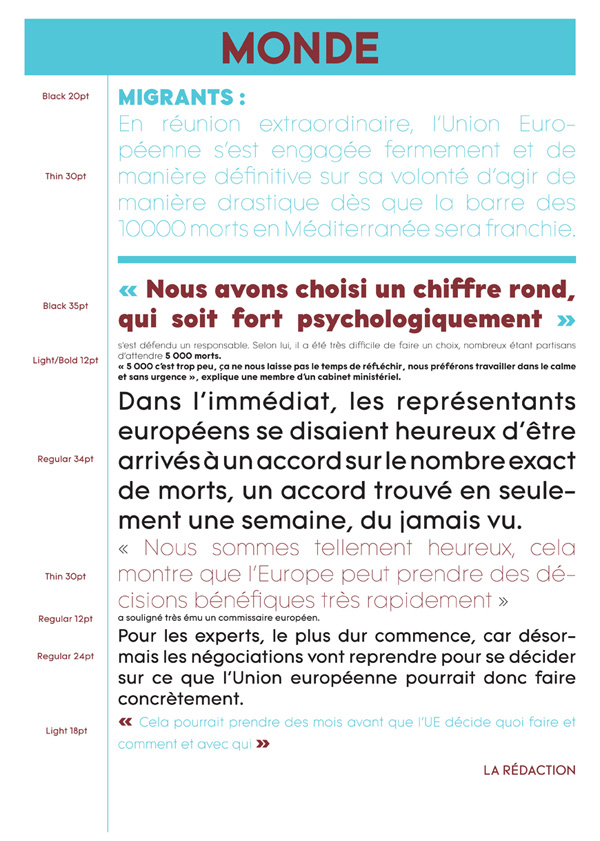 MONDE
Black 20pt
MIGRANTS :
Thin 30pt
En réunion extraordinaire, l’Union Euro-
péenne s’est engagée fermement et de
manière définitive sur sa volonté d’agir de
manière drastique dès que la barre des
10000 morts en Méditerranée sera franchie.
Black 35pt
« Nous avons choisi un chiffre rond,
qui soit fort psychologiquement »
Light/Bold 12pt
s’est défendu un responsable. Selon lui, il a été très difficile de faire un choix, nombreux étant partisans
d’attendre 5 000 morts.
« 5 000 c’est trop peu, ça ne nous laisse pas le temps de réfléchir, nous préférons travailler dans le calme
et sans urgence », explique une membre d’un cabinet ministériel.
Regular 34pt
Dans l’immédiat, les représentants
européens se disaient heureux d’être
arrivés à un accord sur le nombre exact
de morts, un accord trouvé en seule-
ment une semaine, du jamais vu.
Thin 30pt
« Nous sommes tellement heureux, cela
montre que l’Europe peut prendre des dé-
cisions bénéfiques très rapidement »
Regular 12pt
a souligné très ému un commissaire européen.
Regular 24pt
Pour les experts, le plus dur commence, car désor-
mais les négociations vont reprendre pour se décider
sur ce que l’Union européenne pourrait donc faire
concrètement.
Light 18pt
« Cela pourrait prendre des mois avant que l’UE décide quoi faire et
comment et avec qui »
LA RÉDACTION